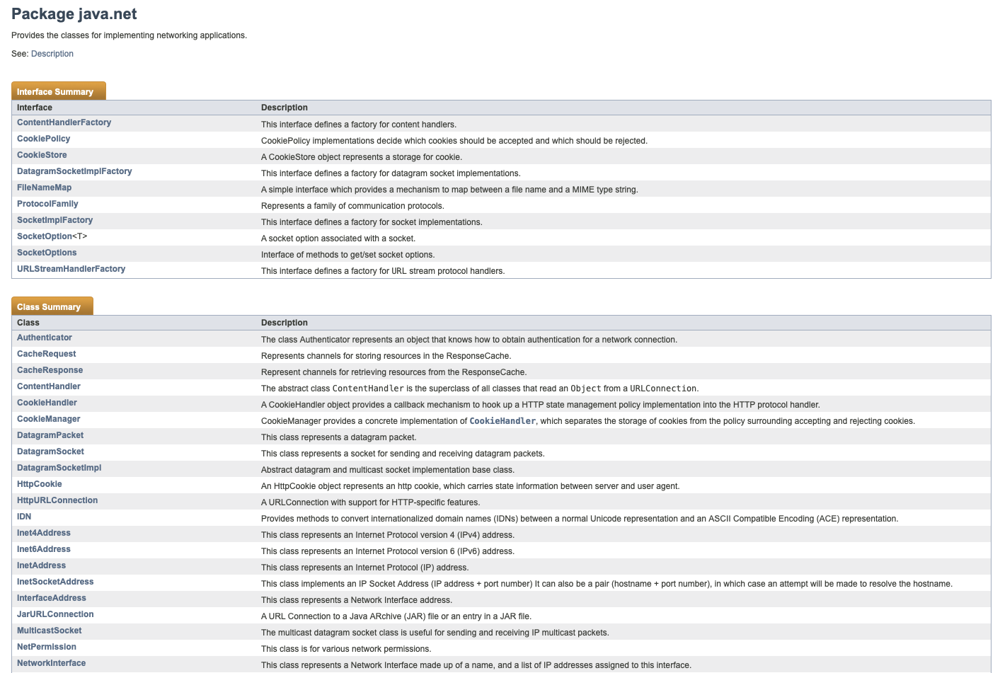 Package java.net
Provides the classes for implementing networking applications.
See: Description
Interface Summary
Interface Description
ContentHandlerFactory This interface defines a factory for content handlers.
CookiePolicy CookiePolicy implementations decide which cookies should be accepted and which should be rejected.
CookieStore A CookieStore object represents a storage for cookie.
DatagramSocketImplFactory This interface defines a factory for datagram socket implementations.
FileNameMap A simple interface which provides a mechanism to map between a file name and a MIME type string.
ProtocolFamily Represents a family of communication protocols.
SocketImplFactory This interface defines a factory for socket implementations.
SocketOption<T> A socket option associated with a socket.
SocketOptions Interface of methods to get/set socket options.
URLStreamHandlerFactory This interface defines a factory for URL stream protocol handlers.
Class Summary
Class Description
Authenticator The class Authenticator represents an object that knows how to obtain authentication for a network connection.
CacheRequest Represents channels for storing resources in the ResponseCache.
CacheResponse Represent channels for retrieving resources from the ResponseCache.
ContentHandler The abstract class ContentHandler is the superclass of all classes that read an Object from a URLConnection.
CookieHandler A CookieHandler object provides a callback mechanism to hook up a HTTP state management policy implementation into the HTTP protocol handler.
CookieManager CookieManager provides a concrete implementation of CookieHandler, which separates the storage of cookies from the policy surrounding accepting and rejecting cookies.
DatagramPacket This class represents a datagram packet.
DatagramSocket This class represents a socket for sending and receiving datagram packets.
DatagramSocketImpl Abstract datagram and multicast socket implementation base class.
HttpCookie An HttpCookie object represents an http cookie, which carries state information between server and user agent.
HttpURLConnection A URLConnection with support for HTTP-specific features.
IDN Provides methods to convert internationalized domain names (IDNs) between a normal Unicode representation and an ASCII Compatible Encoding (ACE) representation.
Inet4Address This class represents an Internet Protocol version 4 (IPv4) address.
Inet6Address This class represents an Internet Protocol version 6 (IPv6) address.
InetAddress This class represents an Internet Protocol (IP) address.
InetSocketAddress This class implements an IP Socket Address (IP address + port number) It can also be a pair (hostname + port number), in which case an attempt will be made to resolve the hostname.
InterfaceAddress This class represents a Network Interface address.
JarURLConnection A URL Connection to a Java ARchive (JAR) file or an entry in a JAR file.
MulticastSocket The multicast datagram socket class is useful for sending and receiving IP multicast packets.
NetPermission This class is for various network permissions.
NetworkInterface This class represents a Network Interface made up of a name, and a list of IP addresses assigned to this interface.